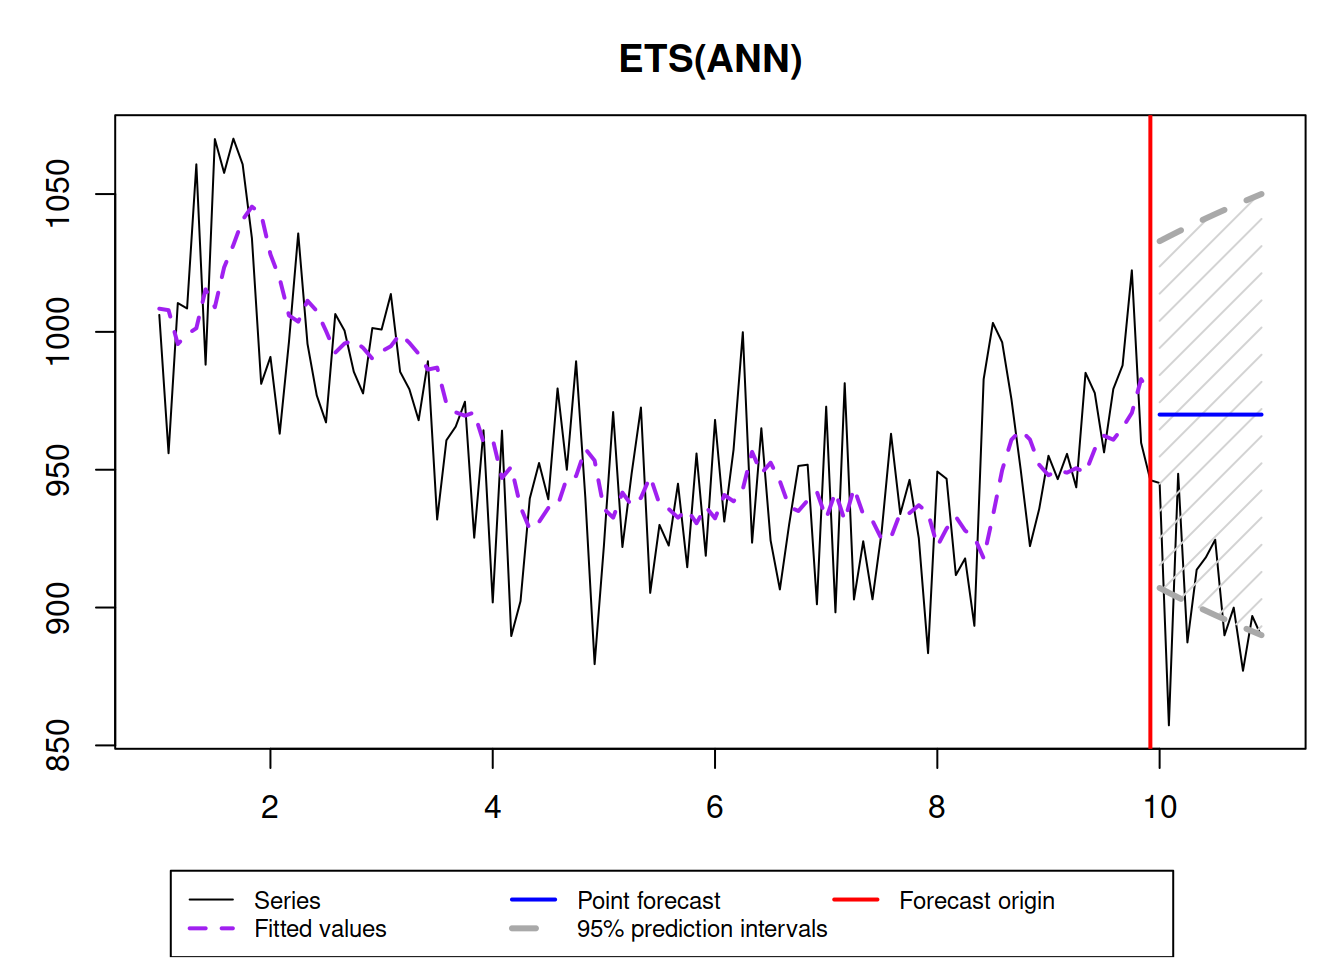 ETS(ANN)
1050
1000
950
900
850
2 4 6 8 10
Series Point forecast Forecast origin
Fitted values 95% prediction intervals